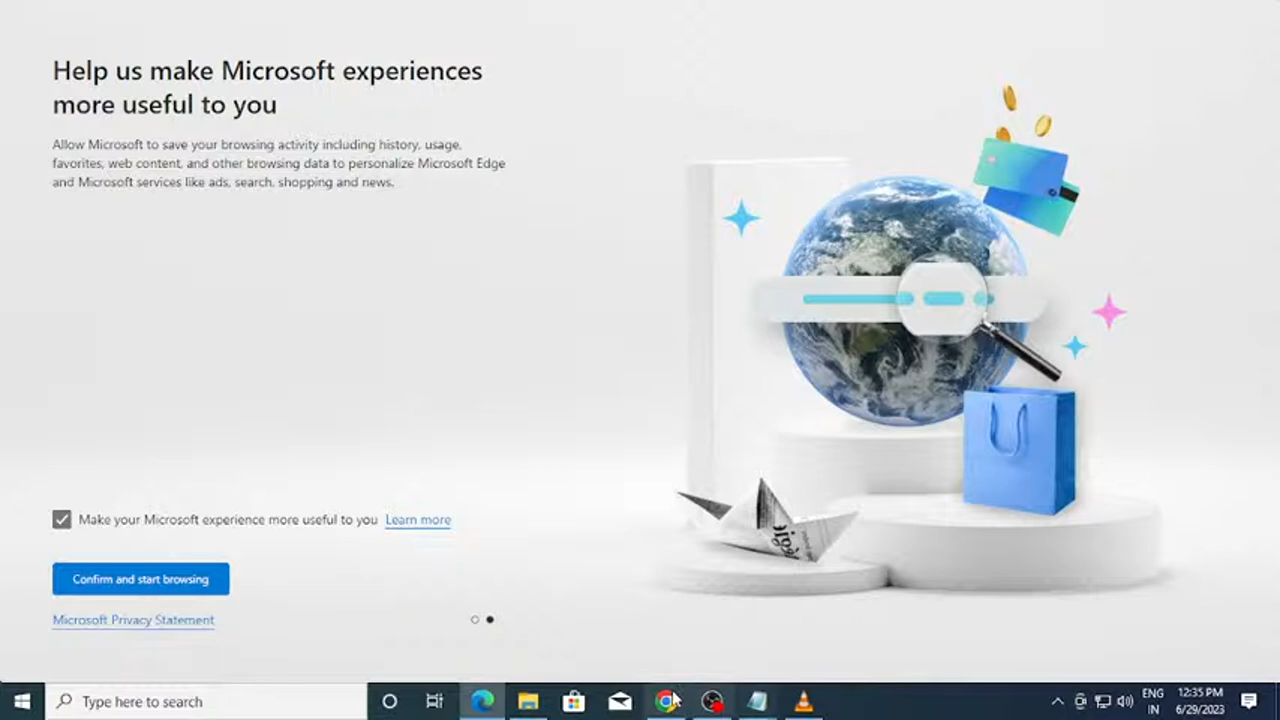 Help us make Microsoft experiences
more useful to you
Allow Microsoft to save your browsing activity including history, usage,
favorites, web content, and other browsing data to personalize Microsoft Edge
and Microsoft services like ads, search, shopping and news.
Make your Microsoft experience more useful to you Learn more
Confirm and start browsing
Microsoft Privacy Statement
Type here to search
ENG
IN
12:35 PM
6/29/2023